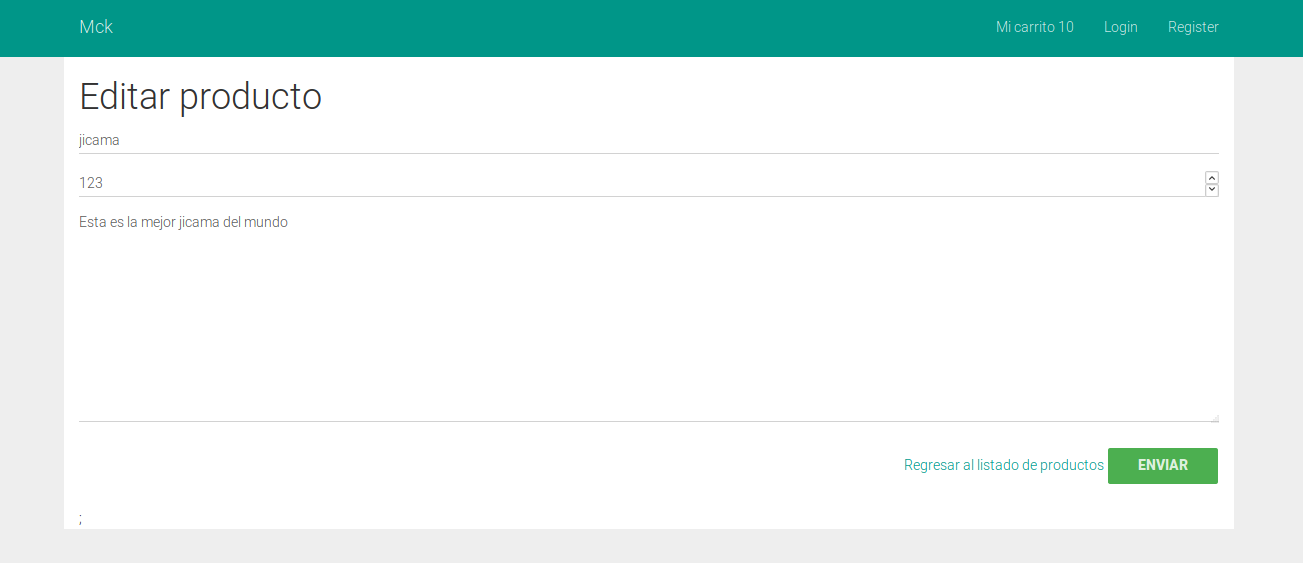 Mck Mi carrito 10 Login Register
Editar producto
jicama
123
Esta es la mejor jicama del mundo
Regresar al listado de productos ENVIAR
;